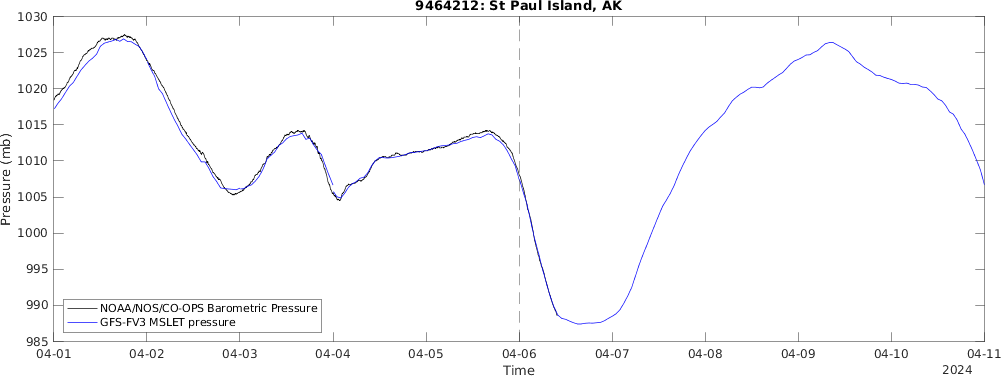 9464212: St Paul Island, AK
1030
1025
1020
1015
1010
1005
1000
995
990
985
Pressure (mb)
NOAA/NOS/CO-OPS Barometric Pressure
GFS-FV3 MSLET pressure
04-01 04-02 04-03 04-04 04-05 04-06 04-07 04-08 04-09 04-10 04-11
Time
2024